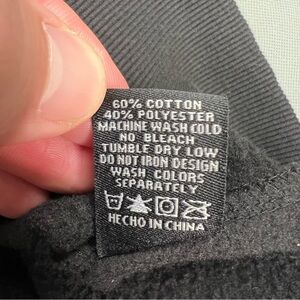 60% COTTON
40% POLYESTER
MACHINE WASH COLD
NO BLEACH
TUMBLE DRY LOW
DO NOT IRON DESIGN
WASH COLORS
SEPARATELY
HECHO IN CHINA